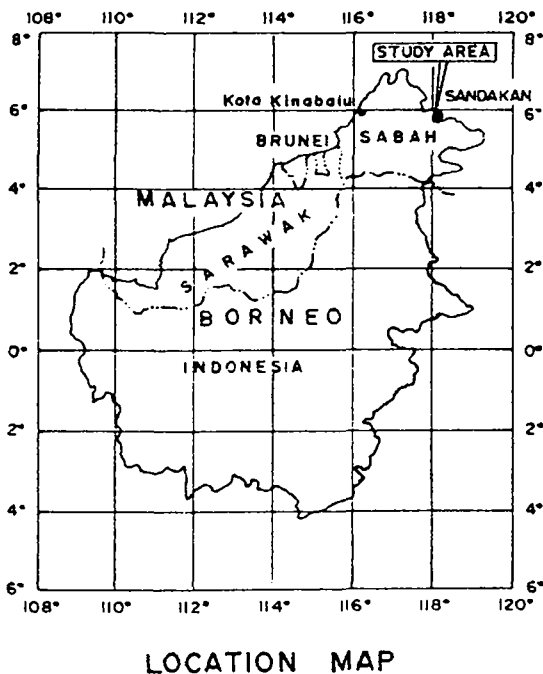 108° 110° 112° 114° 116° 118° 120°
8° 8°
STUDY AREA
Kota Kinabalu SANDAKAN
6° 6°
BRUNEI SABAH
4° 4°
MALAYSIA
SARAWAK
2° 2°
BORNEO
0° 0°
INDONESIA
2° 2°
4° 4°
6° 6°
108° 110° 112° 114° 116° 118° 120°
LOCATION MAP